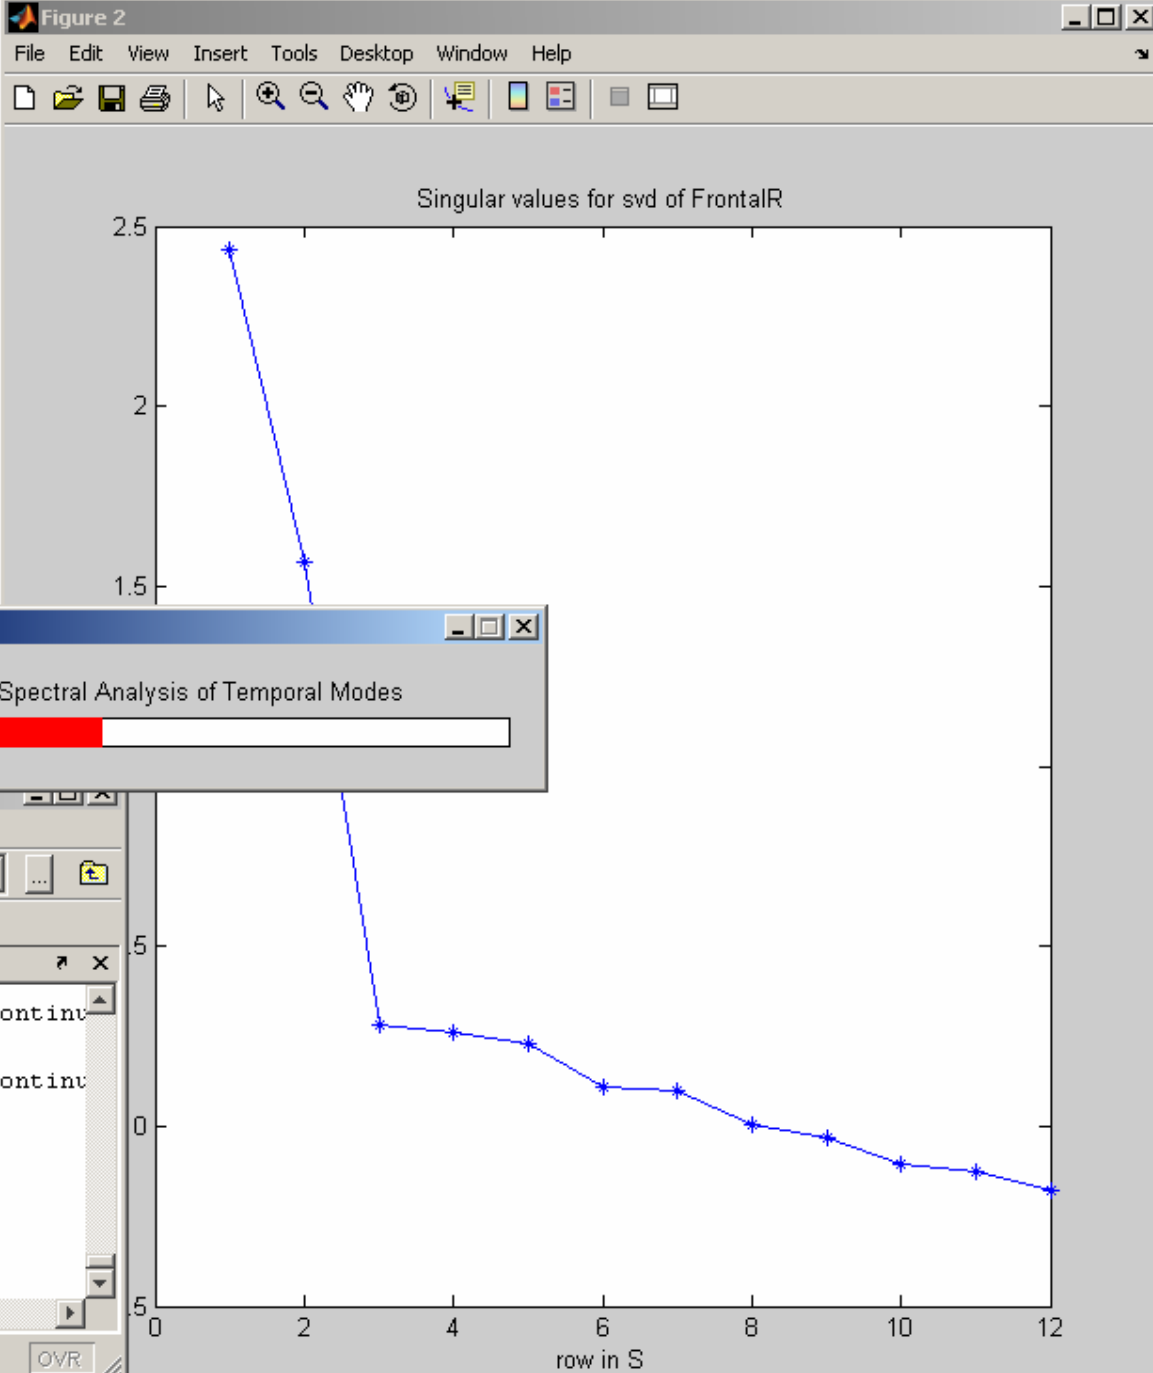 Figure 2
File Edit View Insert Tools Desktop Window Help
Singular values for svd of FrontalR
2.5
2
1.5
Spectral Analysis of Temporal Modes
...
.5
ontinu
ontinu
0
.5
0 2 4 6 8 10 12
row in S
OVR